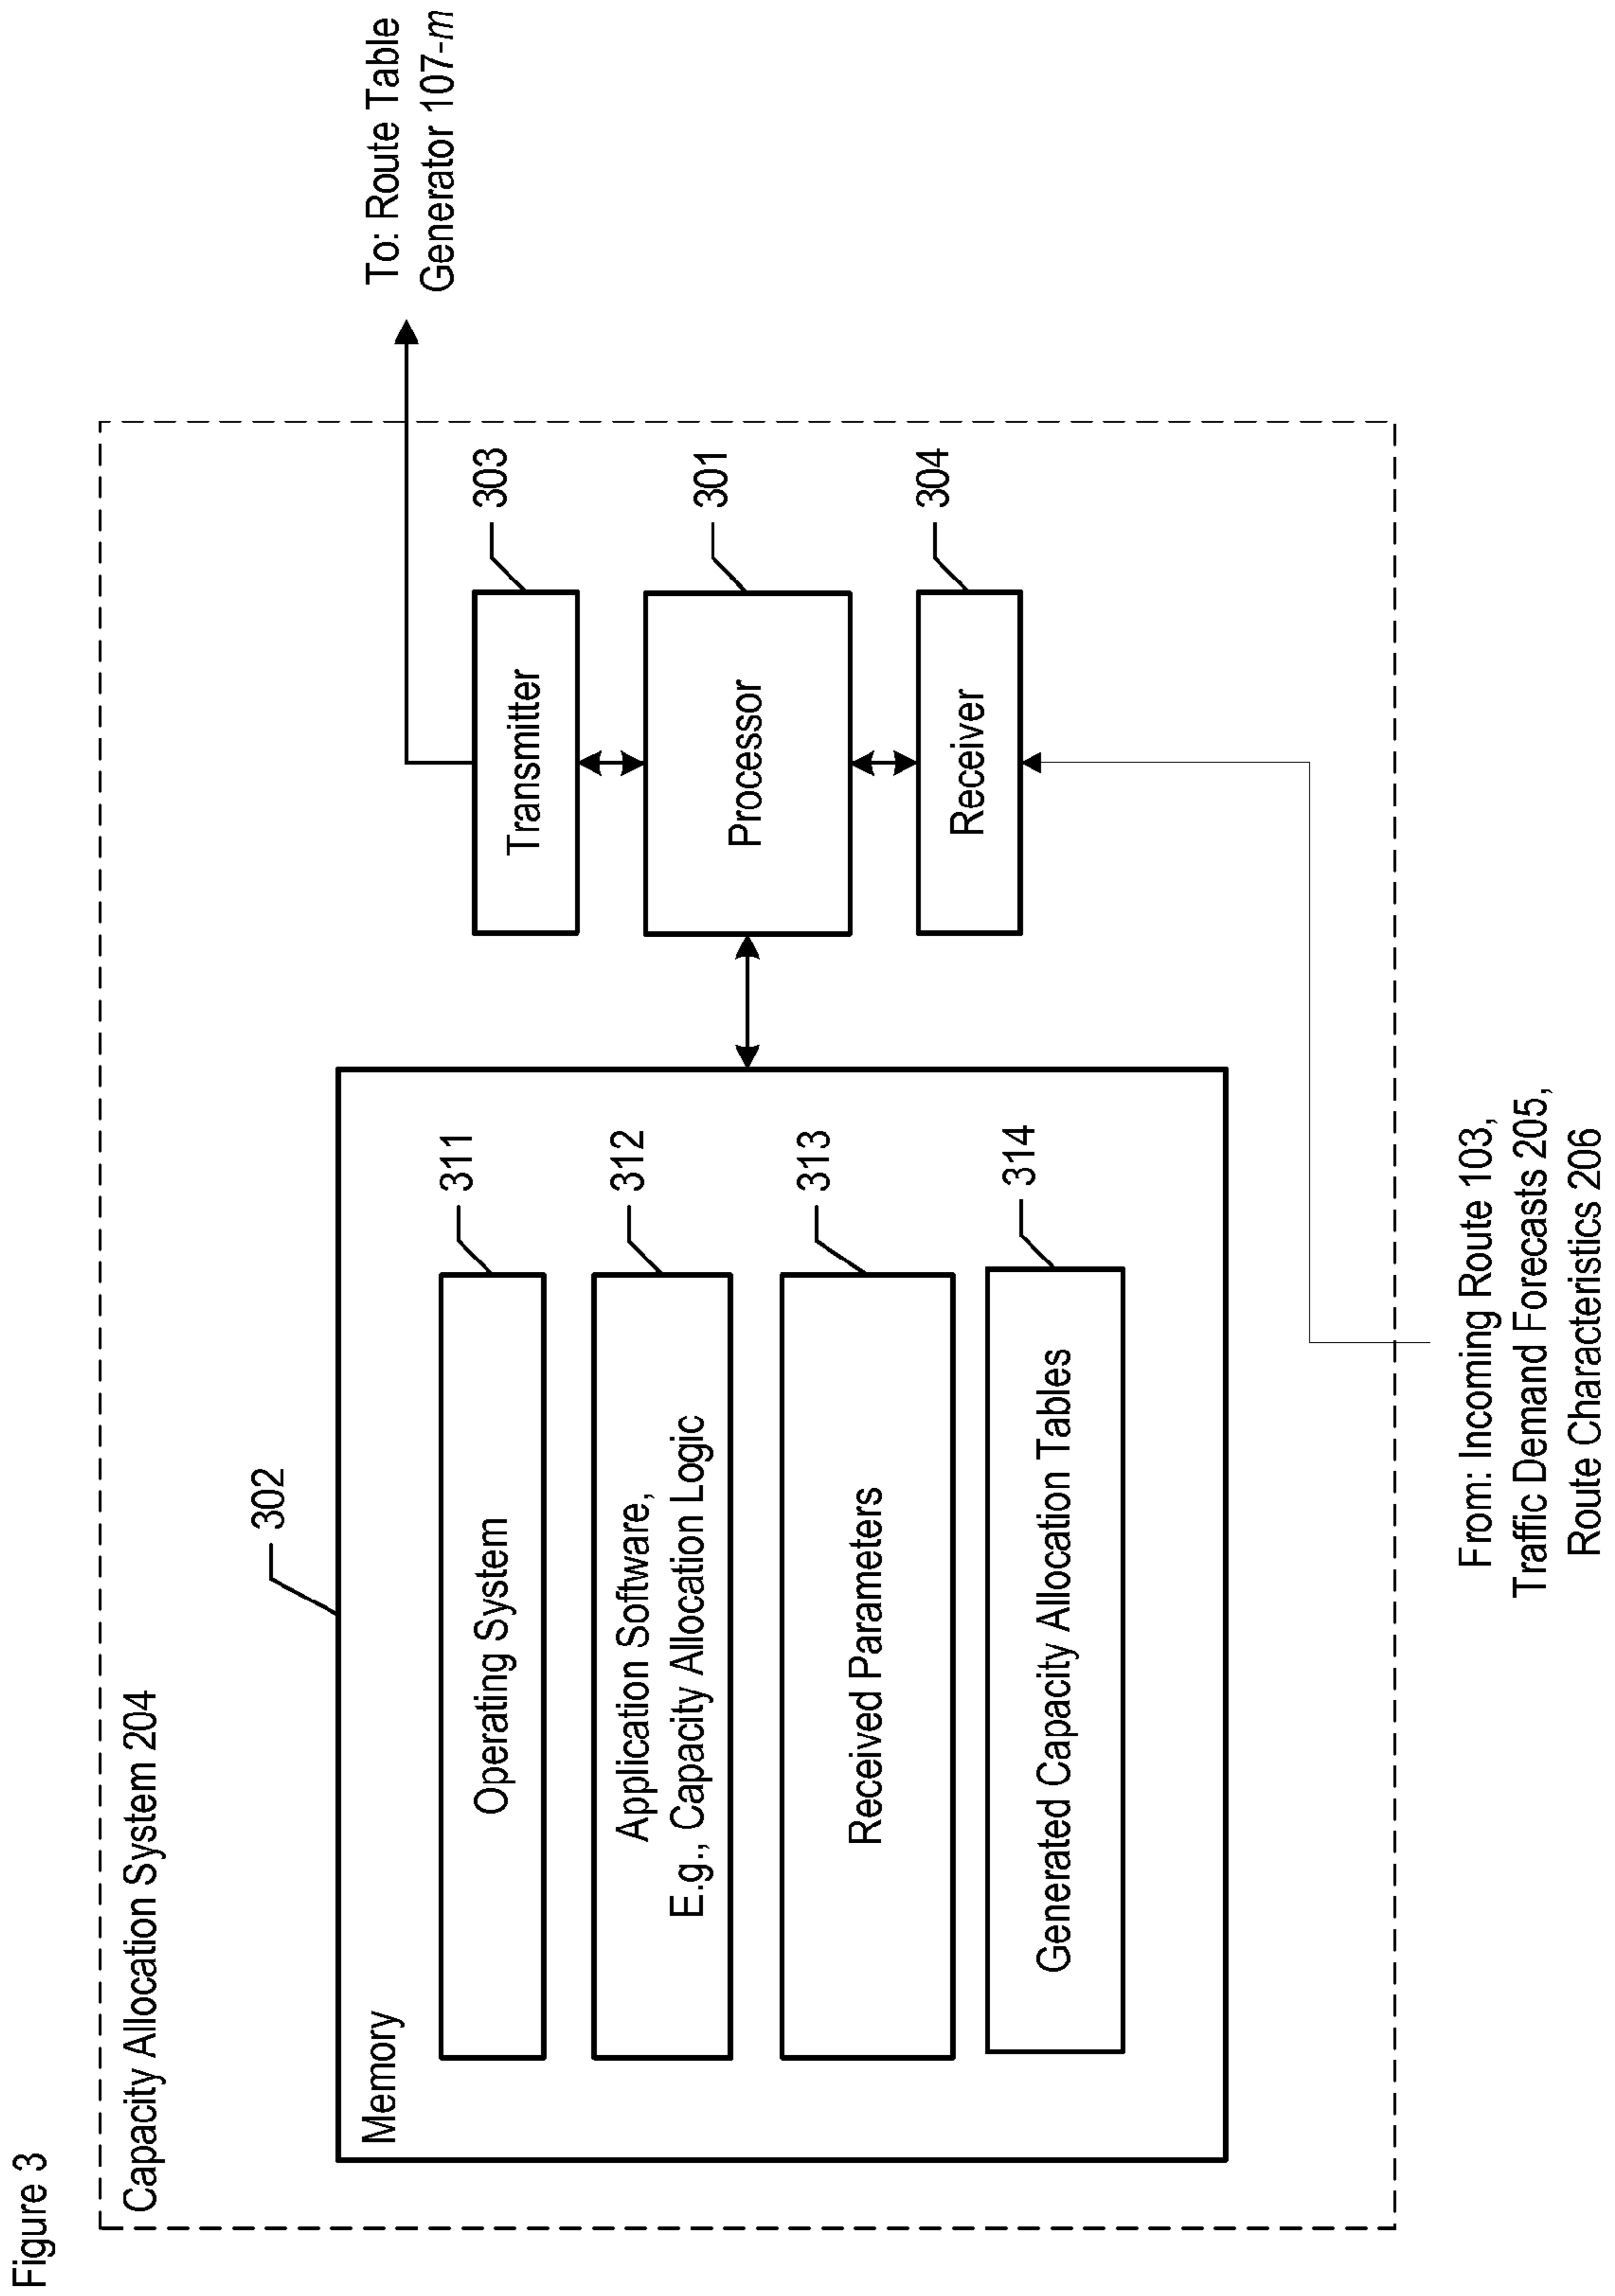 Figure 3
Capacity Allocation System 204
To: Route Table
Generator 107-m
302
Memory
311
Operating System
312
Application Software,
E.g., Capacity Allocation Logic
313
Received Parameters
314
Generated Capacity Allocation Tables
303
Transmitter
301
Processor
304
Receiver
From: Incoming Route 103,
Traffic Demand Forecasts 205,
Route Characteristics 206